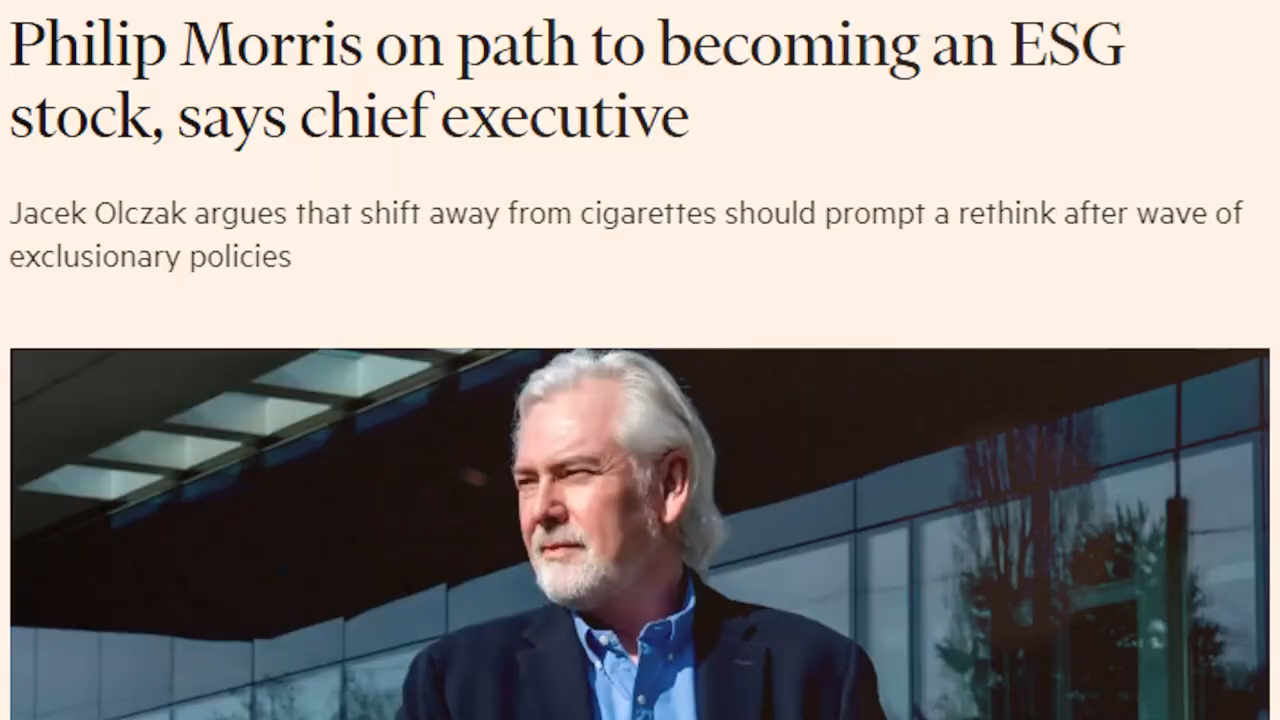 Philip Morris on path to becoming an ESG
stock, says chief executive
Jacek Olczak argues that shift away from cigarettes should prompt a rethink after wave of
exclusionary policies